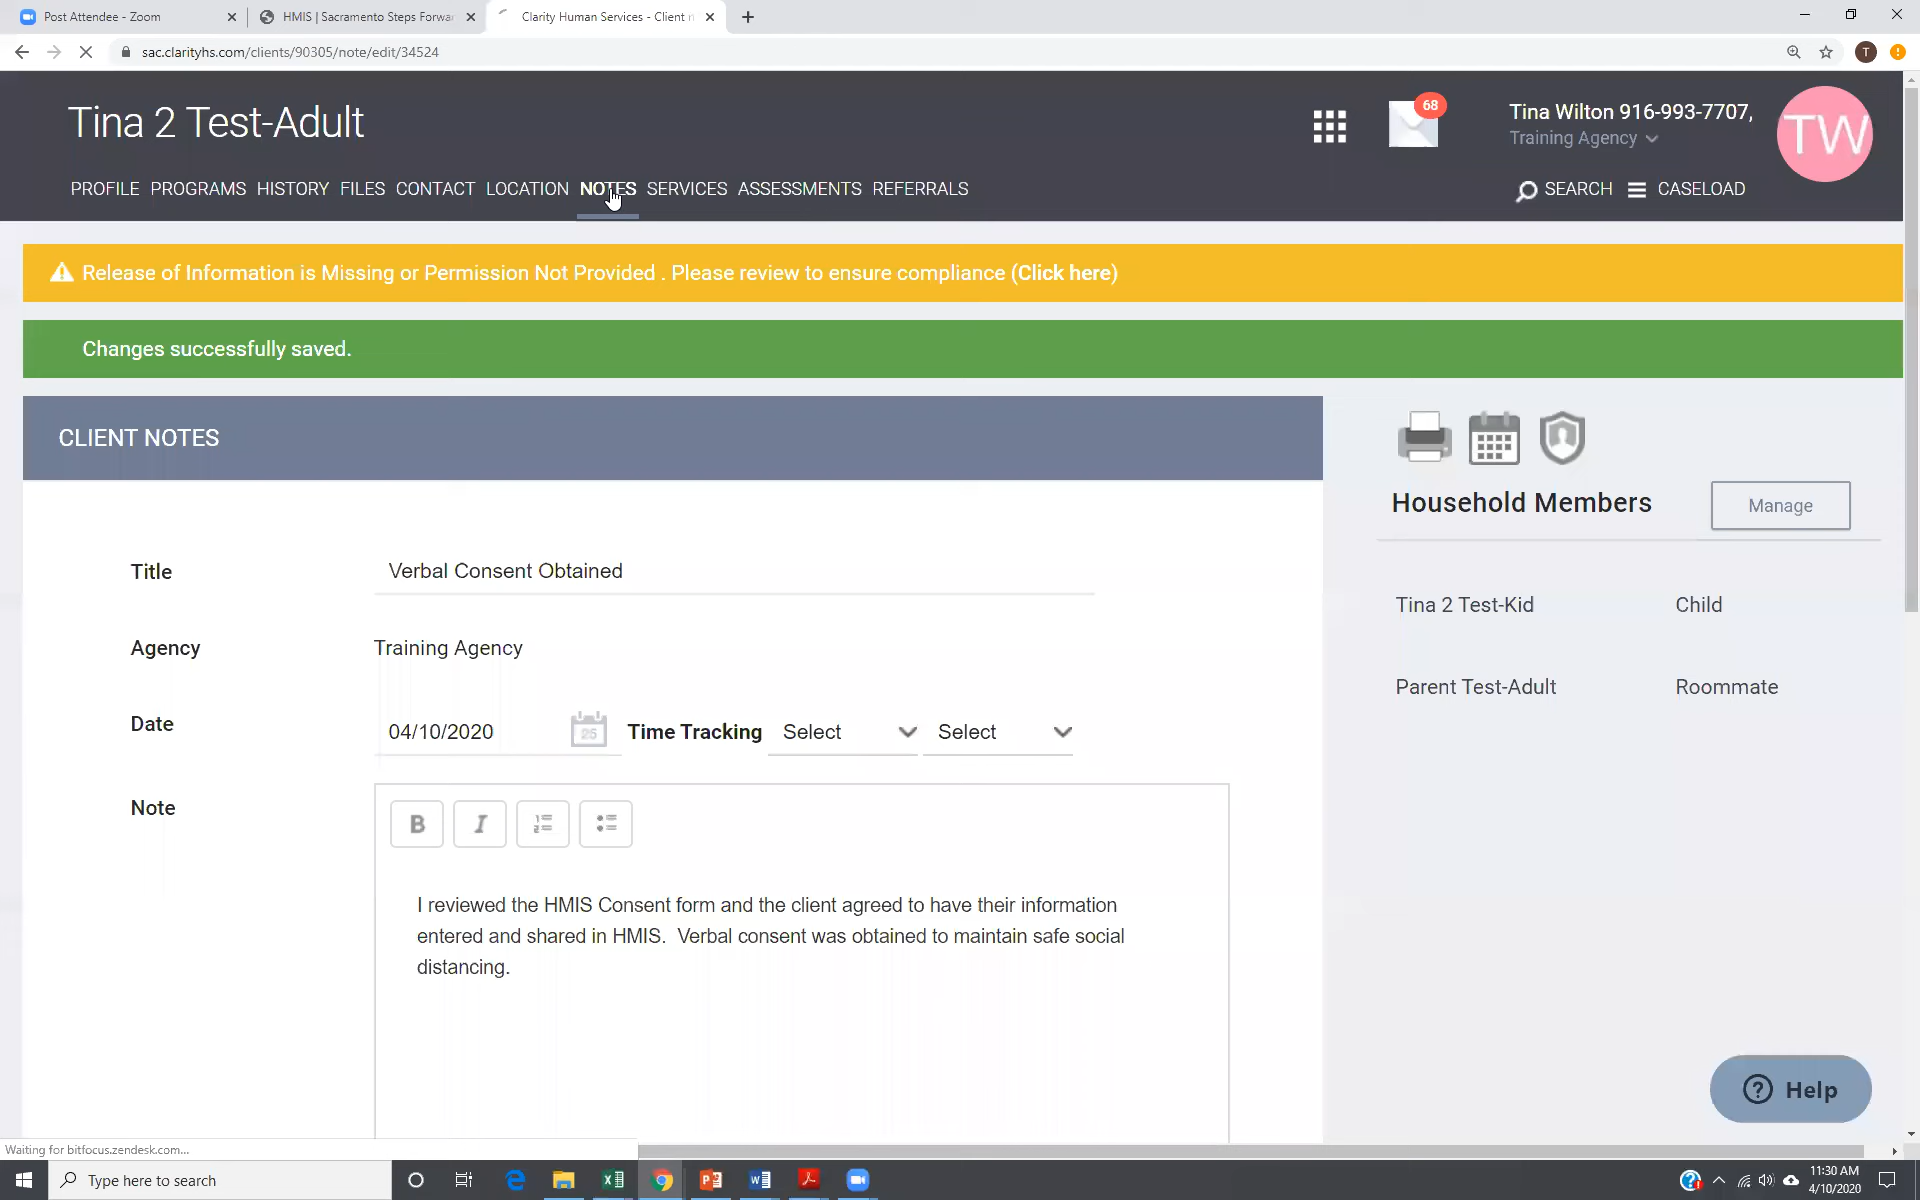 Post Attendee - Zoom
HMIS | Sacramento Steps Forwar
Clarity Human Services - Client n
sac.clarityhs.com/clients/90305/note/edit/34524
T
Tina 2 Test-Adult
68
Tina Wilton 916-993-7707,
Training Agency
TW
PROFILE PROGRAMS HISTORY FILES CONTACT LOCATION NOTES SERVICES ASSESSMENTS REFERRALS
SEARCH CASELOAD
Release of Information is Missing or Permission Not Provided . Please review to ensure compliance (Click here)
Changes successfully saved.
CLIENT NOTES
Household Members
Manage
Title Verbal Consent Obtained
Tina 2 Test-Kid Child
Agency Training Agency
Parent Test-Adult Roommate
Date 04/10/2020 25 Time Tracking Select Select
Note
B I
I reviewed the HMIS Consent form and the client agreed to have their information
entered and shared in HMIS.  Verbal consent was obtained to maintain safe social
distancing.
Help
Waiting for bitfocus.zendesk.com...
Type here to search
11:30 AM
4/10/2020